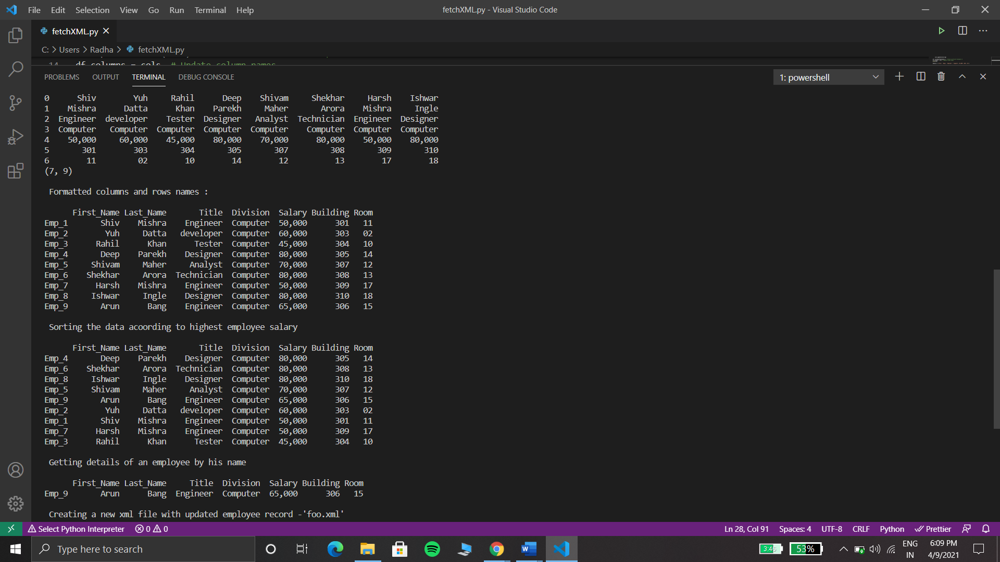 File Edit Selection View Go Run Terminal Help fetchXML.py - Visual Studio Code
fetchXML.py
C: > Users > Radha > fetchXML.py
14 df.columns = cols # Update column names
PROBLEMS OUTPUT TERMINAL DEBUG CONSOLE 1: powershell
0 Shiv Yuh Rahil Deep Shivam Shekhar Harsh Ishwar
1 Mishra Datta Khan Parekh Maher Arora Mishra Ingle
2 Engineer developer Tester Designer Analyst Technician Engineer Designer
3 Computer Computer Computer Computer Computer Computer Computer Computer
4 50,000 60,000 45,000 80,000 70,000 80,000 50,000 80,000
5 301 303 304 305 307 308 309 310
6 11 02 10 14 12 13 17 18
(7, 9)
Formatted columns and rows names :
First_Name Last_Name Title Division Salary Building Room
Emp_1 Shiv Mishra Engineer Computer 50,000 301 11
Emp_2 Yuh Datta developer Computer 60,000 303 02
Emp_3 Rahil Khan Tester Computer 45,000 304 10
Emp_4 Deep Parekh Designer Computer 80,000 305 14
Emp_5 Shivam Maher Analyst Computer 70,000 307 12
Emp_6 Shekhar Arora Technician Computer 80,000 308 13
Emp_7 Harsh Mishra Engineer Computer 50,000 309 17
Emp_8 Ishwar Ingle Designer Computer 80,000 310 18
Emp_9 Arun Bang Engineer Computer 65,000 306 15
Sorting the data acoording to highest employee salary
First_Name Last_Name Title Division Salary Building Room
Emp_4 Deep Parekh Designer Computer 80,000 305 14
Emp_6 Shekhar Arora Technician Computer 80,000 308 13
Emp_8 Ishwar Ingle Designer Computer 80,000 310 18
Emp_5 Shivam Maher Analyst Computer 70,000 307 12
Emp_9 Arun Bang Engineer Computer 65,000 306 15
Emp_2 Yuh Datta developer Computer 60,000 303 02
Emp_1 Shiv Mishra Engineer Computer 50,000 301 11
Emp_7 Harsh Mishra Engineer Computer 50,000 309 17
Emp_3 Rahil Khan Tester Computer 45,000 304 10
Getting details of an employee by his name
First_Name Last_Name Title Division Salary Building Room
Emp_9 Arun Bang Engineer Computer 65,000 306 15
Creating a new xml file with updated employee record -'foo.xml'
Select Python Interpreter 0 0 Ln 28, Col 91 Spaces: 4 UTF-8 CRLF Python Prettier
Type here to search 3:46 53% ENG IN 6:09 PM 4/9/2021